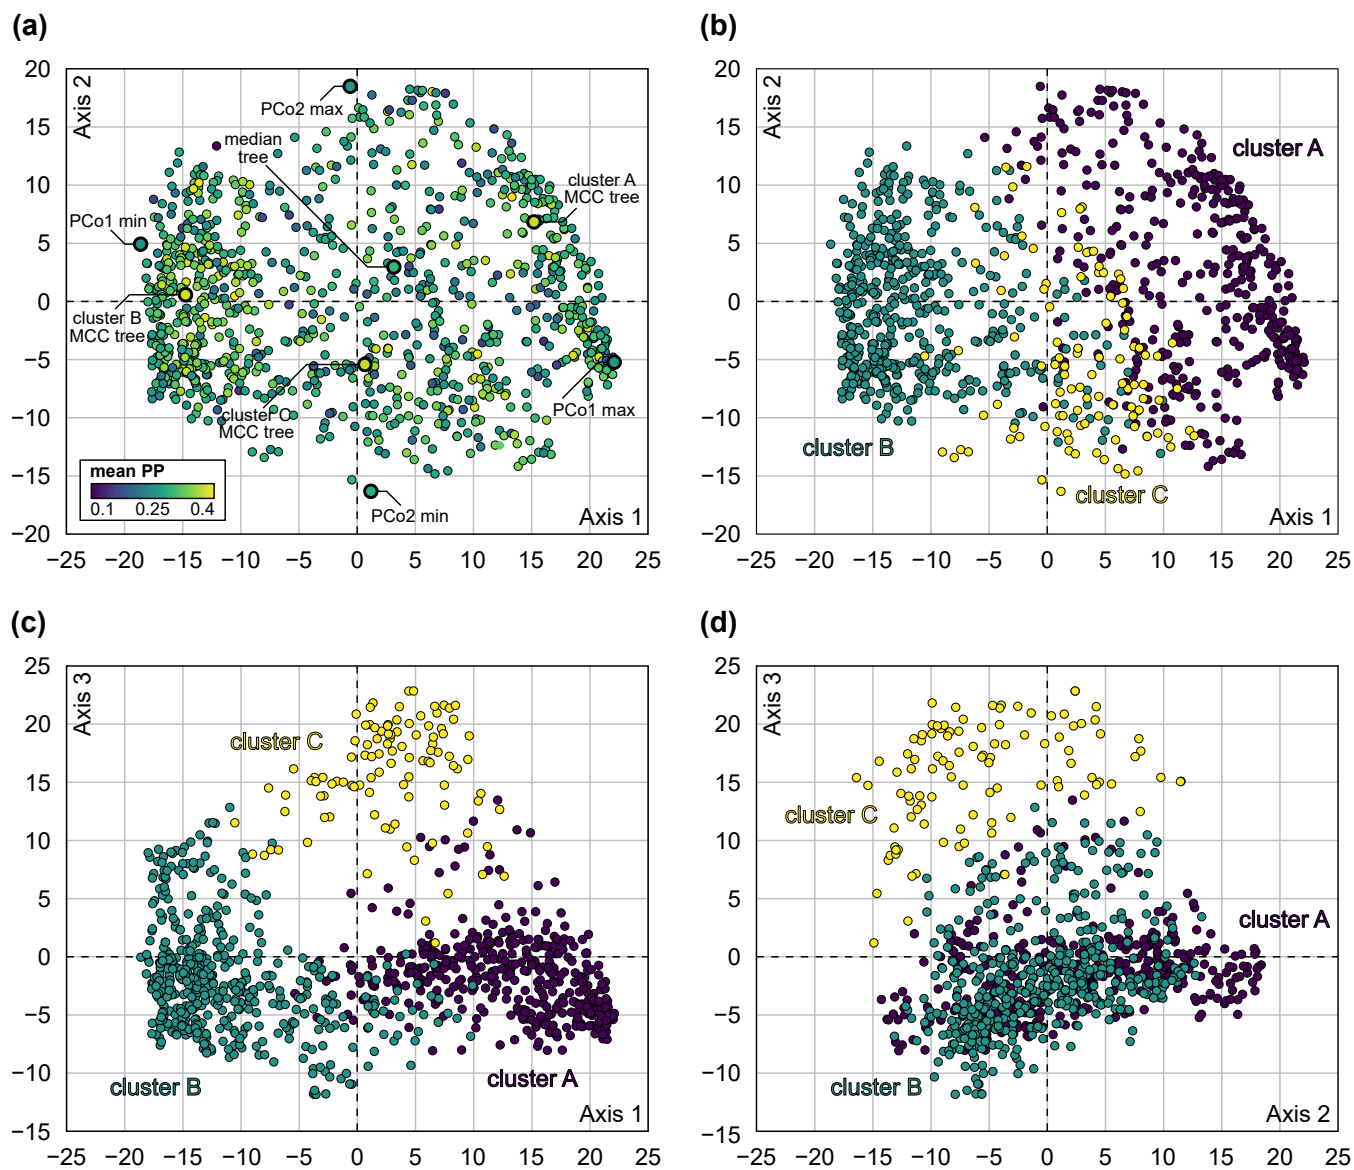 (a)
Axis 2
20
15
10
5
0
−5
−10
−15
−20
PCo2 max
median
tree
cluster A
MCC tree
PCo1 min
cluster B
MCC tree
cluster C
MCC tree
PCo1 max
mean PP
0.1 0.25 0.4
PCo2 min
Axis 1
−25 −20 −15 −10 −5 0 5 10 15 20 25
(b)
Axis 2
20
15
10
5
0
−5
−10
−15
−20
cluster A
cluster B
cluster C
Axis 1
−25 −20 −15 −10 −5 0 5 10 15 20 25
(c)
Axis 3
25
20
15
10
5
0
−5
−10
−15
cluster C
cluster B
cluster A
Axis 1
−25 −20 −15 −10 −5 0 5 10 15 20 25
(d)
Axis 3
25
20
15
10
5
0
−5
−10
−15
cluster C
cluster A
cluster B
Axis 2
−25 −20 −15 −10 −5 0 5 10 15 20 25